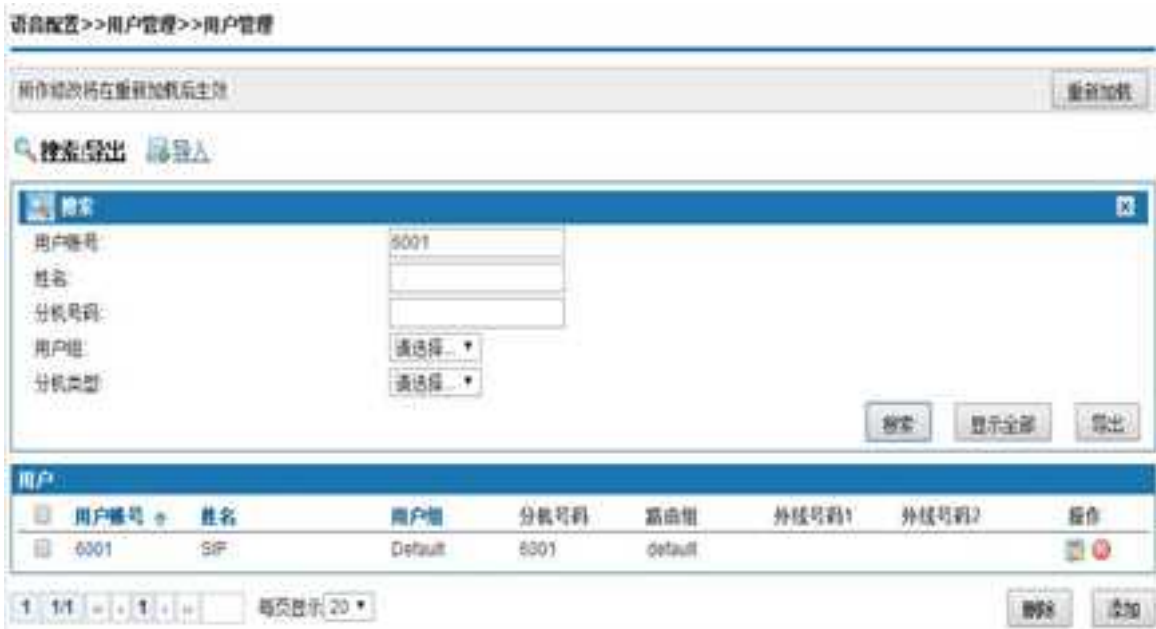 语音配置>>用户管理>>用户管理
所作修改将在重新加载后生效 重新加载
搜索/导出 导入
搜索
用户账号: 6001
姓名:
分机号码:
用户组: 请选择...
分机类型: 请选择...
搜索 显示全部 导出
用户
用户账号 姓名 用户组 分机号码 路由组 外线号码1 外线号码2 操作
6001 SIP Default 6001 default
1 1/1 « ‹ 1 › » 每页显示 20
删除 添加